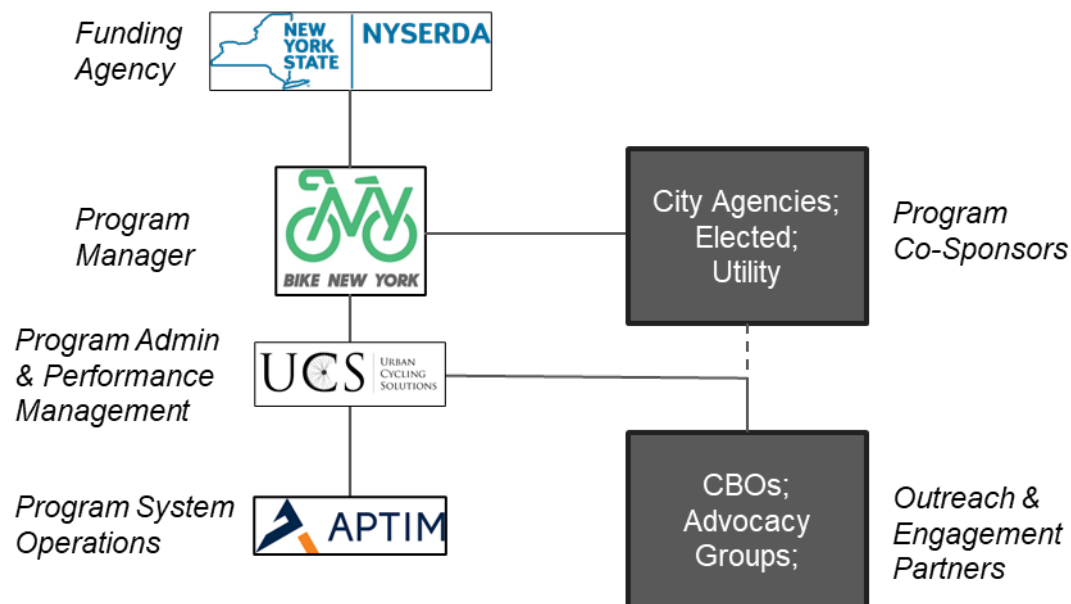 Funding
Agency
NEW
YORK
STATE
NYSERDA
Program
Manager
BIKE NEW YORK
City Agencies;
Elected;
Utility
Program
Co-Sponsors
Program Admin
& Performance
Management
UCS
URBAN
CYCLING
SOLUTIONS
Program System
Operations
APTIM
CBOs;
Advocacy
Groups;
Outreach &
Engagement
Partners